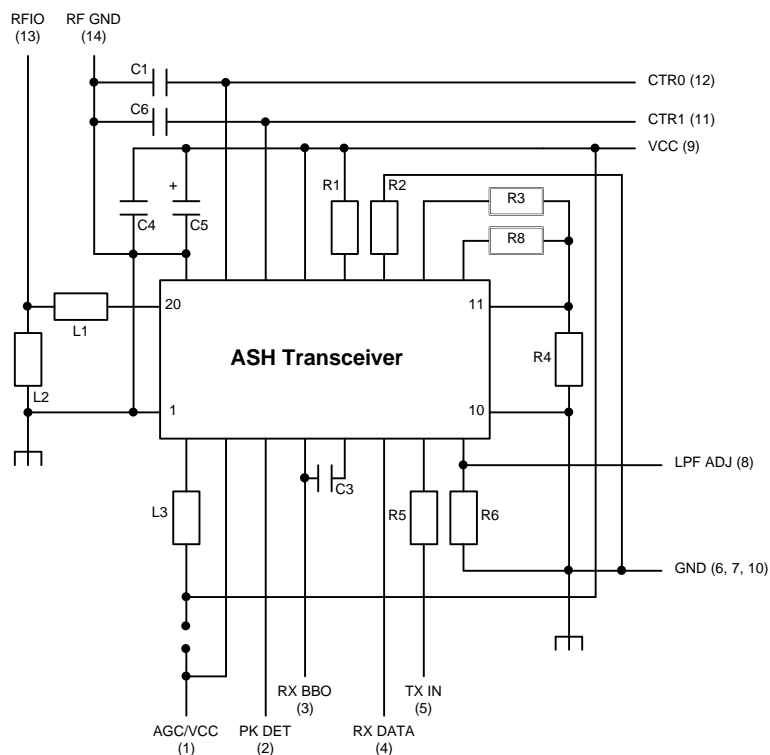 RFIO
(13)
RF GND
(14)
C1
CTR0 (12)
C6
CTR1 (11)
VCC (9)
R1
R2
+
R3
C4
C5
R8
20
11
L1
ASH Transceiver
R4
L2
1
10
LPF ADJ (8)
L3
C3
R5
R6
GND (6, 7, 10)
RX BBO
(3)
TX IN
(5)
AGC/VCC
(1)
PK DET
(2)
RX DATA
(4)